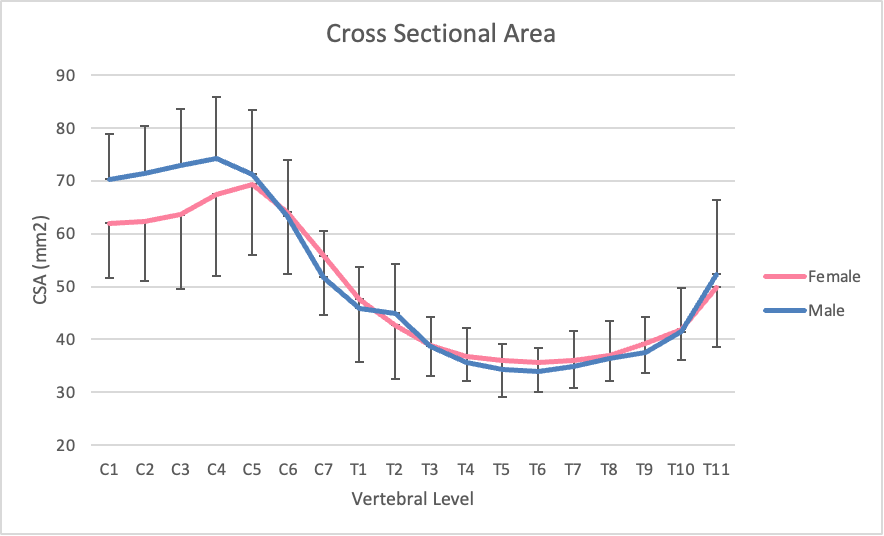 Cross Sectional Area
90
80
70
60
50
40
30
20
CSA (mm2)
C1 C2 C3 C4 C5 C6 C7 T1 T2 T3 T4 T5 T6 T7 T8 T9 T10 T11
Vertebral Level
Female
Male